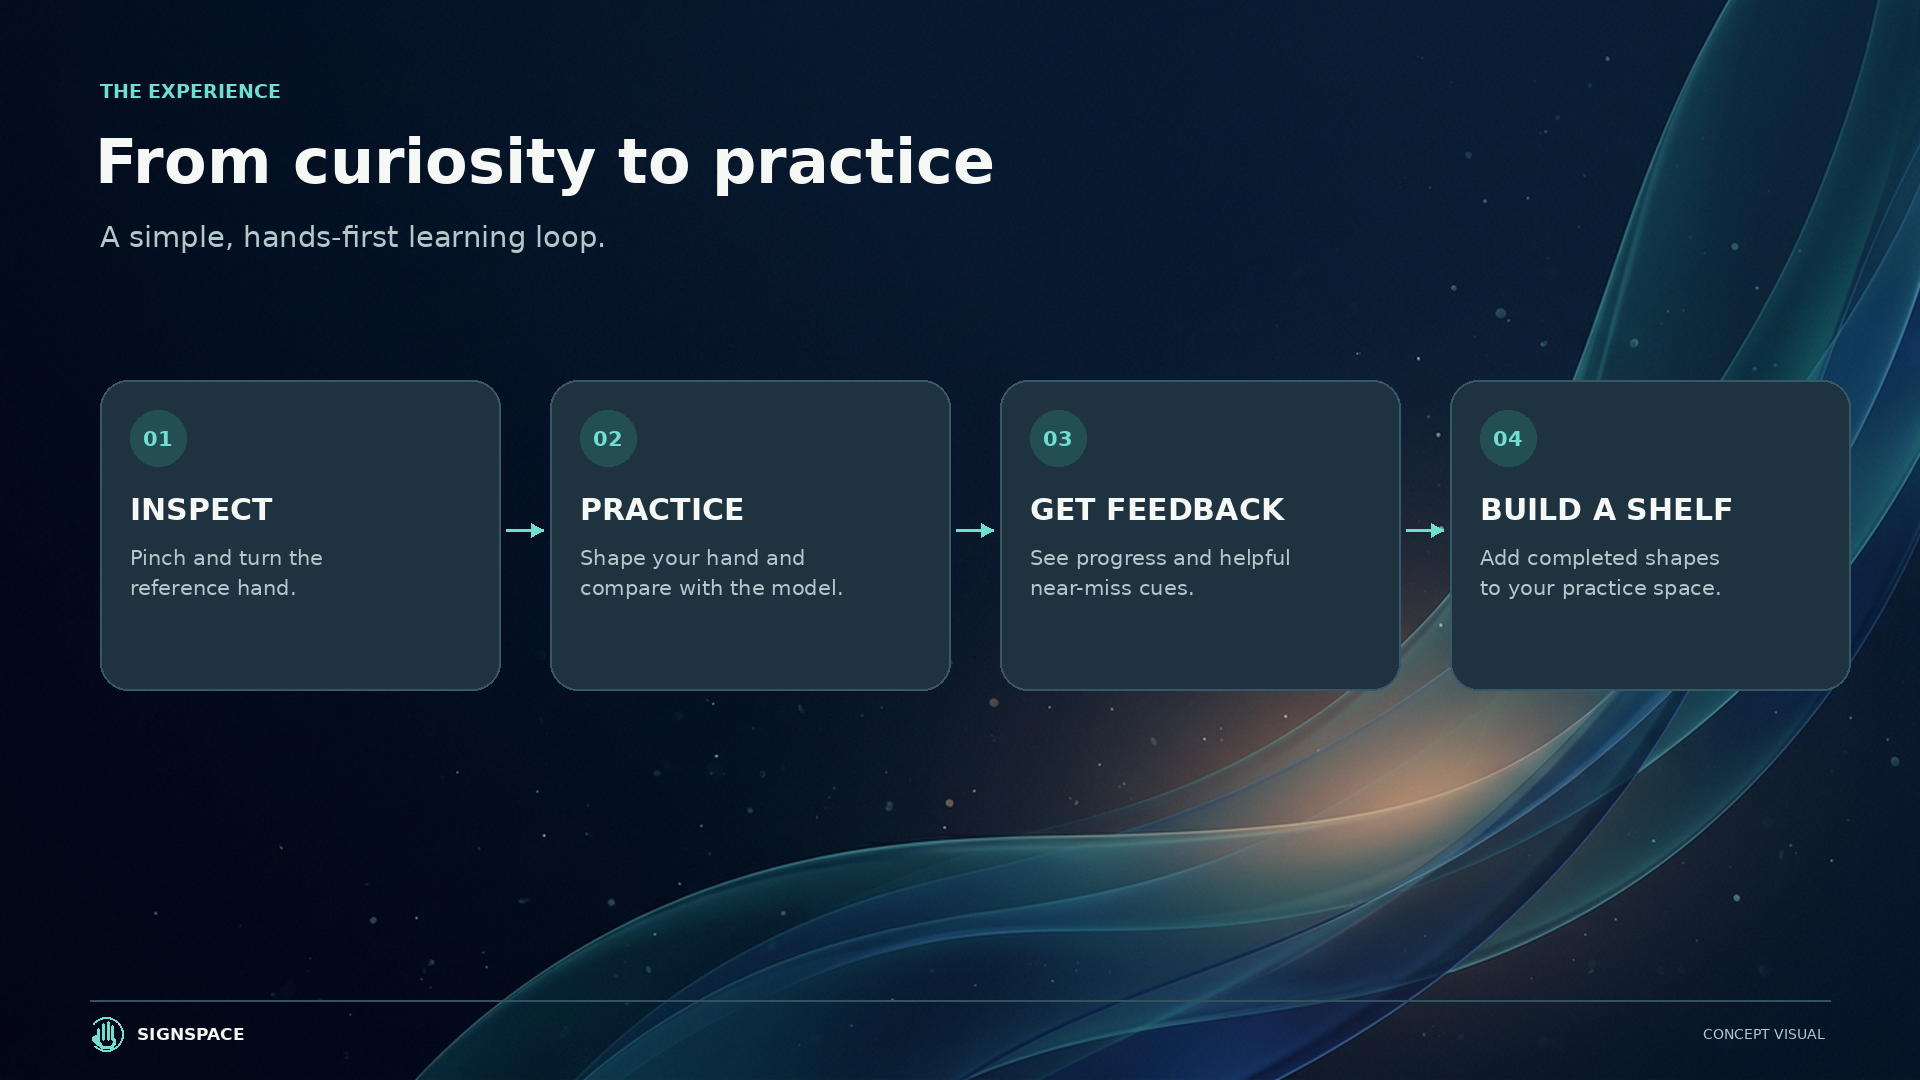 THE EXPERIENCE
From curiosity to practice
A simple, hands-first learning loop.
01
INSPECT
Pinch and turn the
reference hand.
02
PRACTICE
Shape your hand and
compare with the model.
03
GET FEEDBACK
See progress and helpful
near-miss cues.
04
BUILD A SHELF
Add completed shapes
to your practice space.
SIGNSPACE
CONCEPT VISUAL